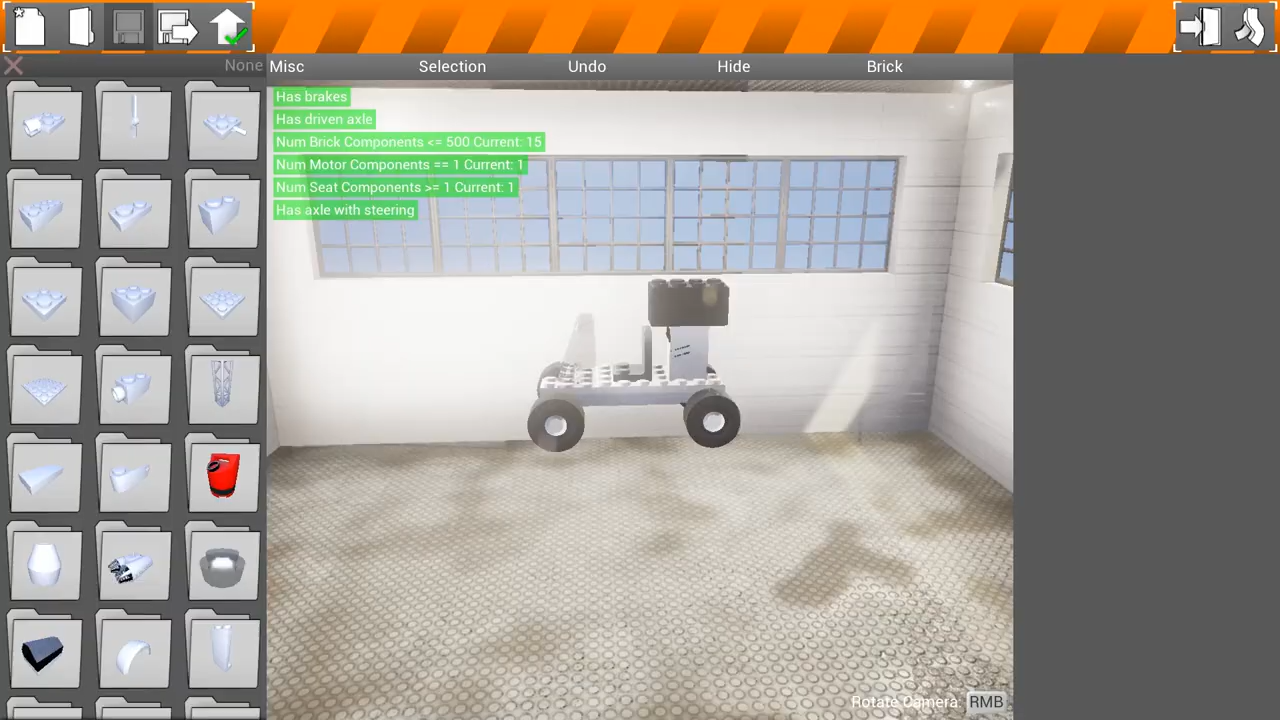 None
Misc
Selection
Undo
Hide
Brick
Has brakes
Has driven axle
Num Brick Components <= 500 Current: 15
Num Motor Components == 1 Current: 1
Num Seat Components >= 1 Current: 1
Has axle with steering
Rotate Camera: RMB